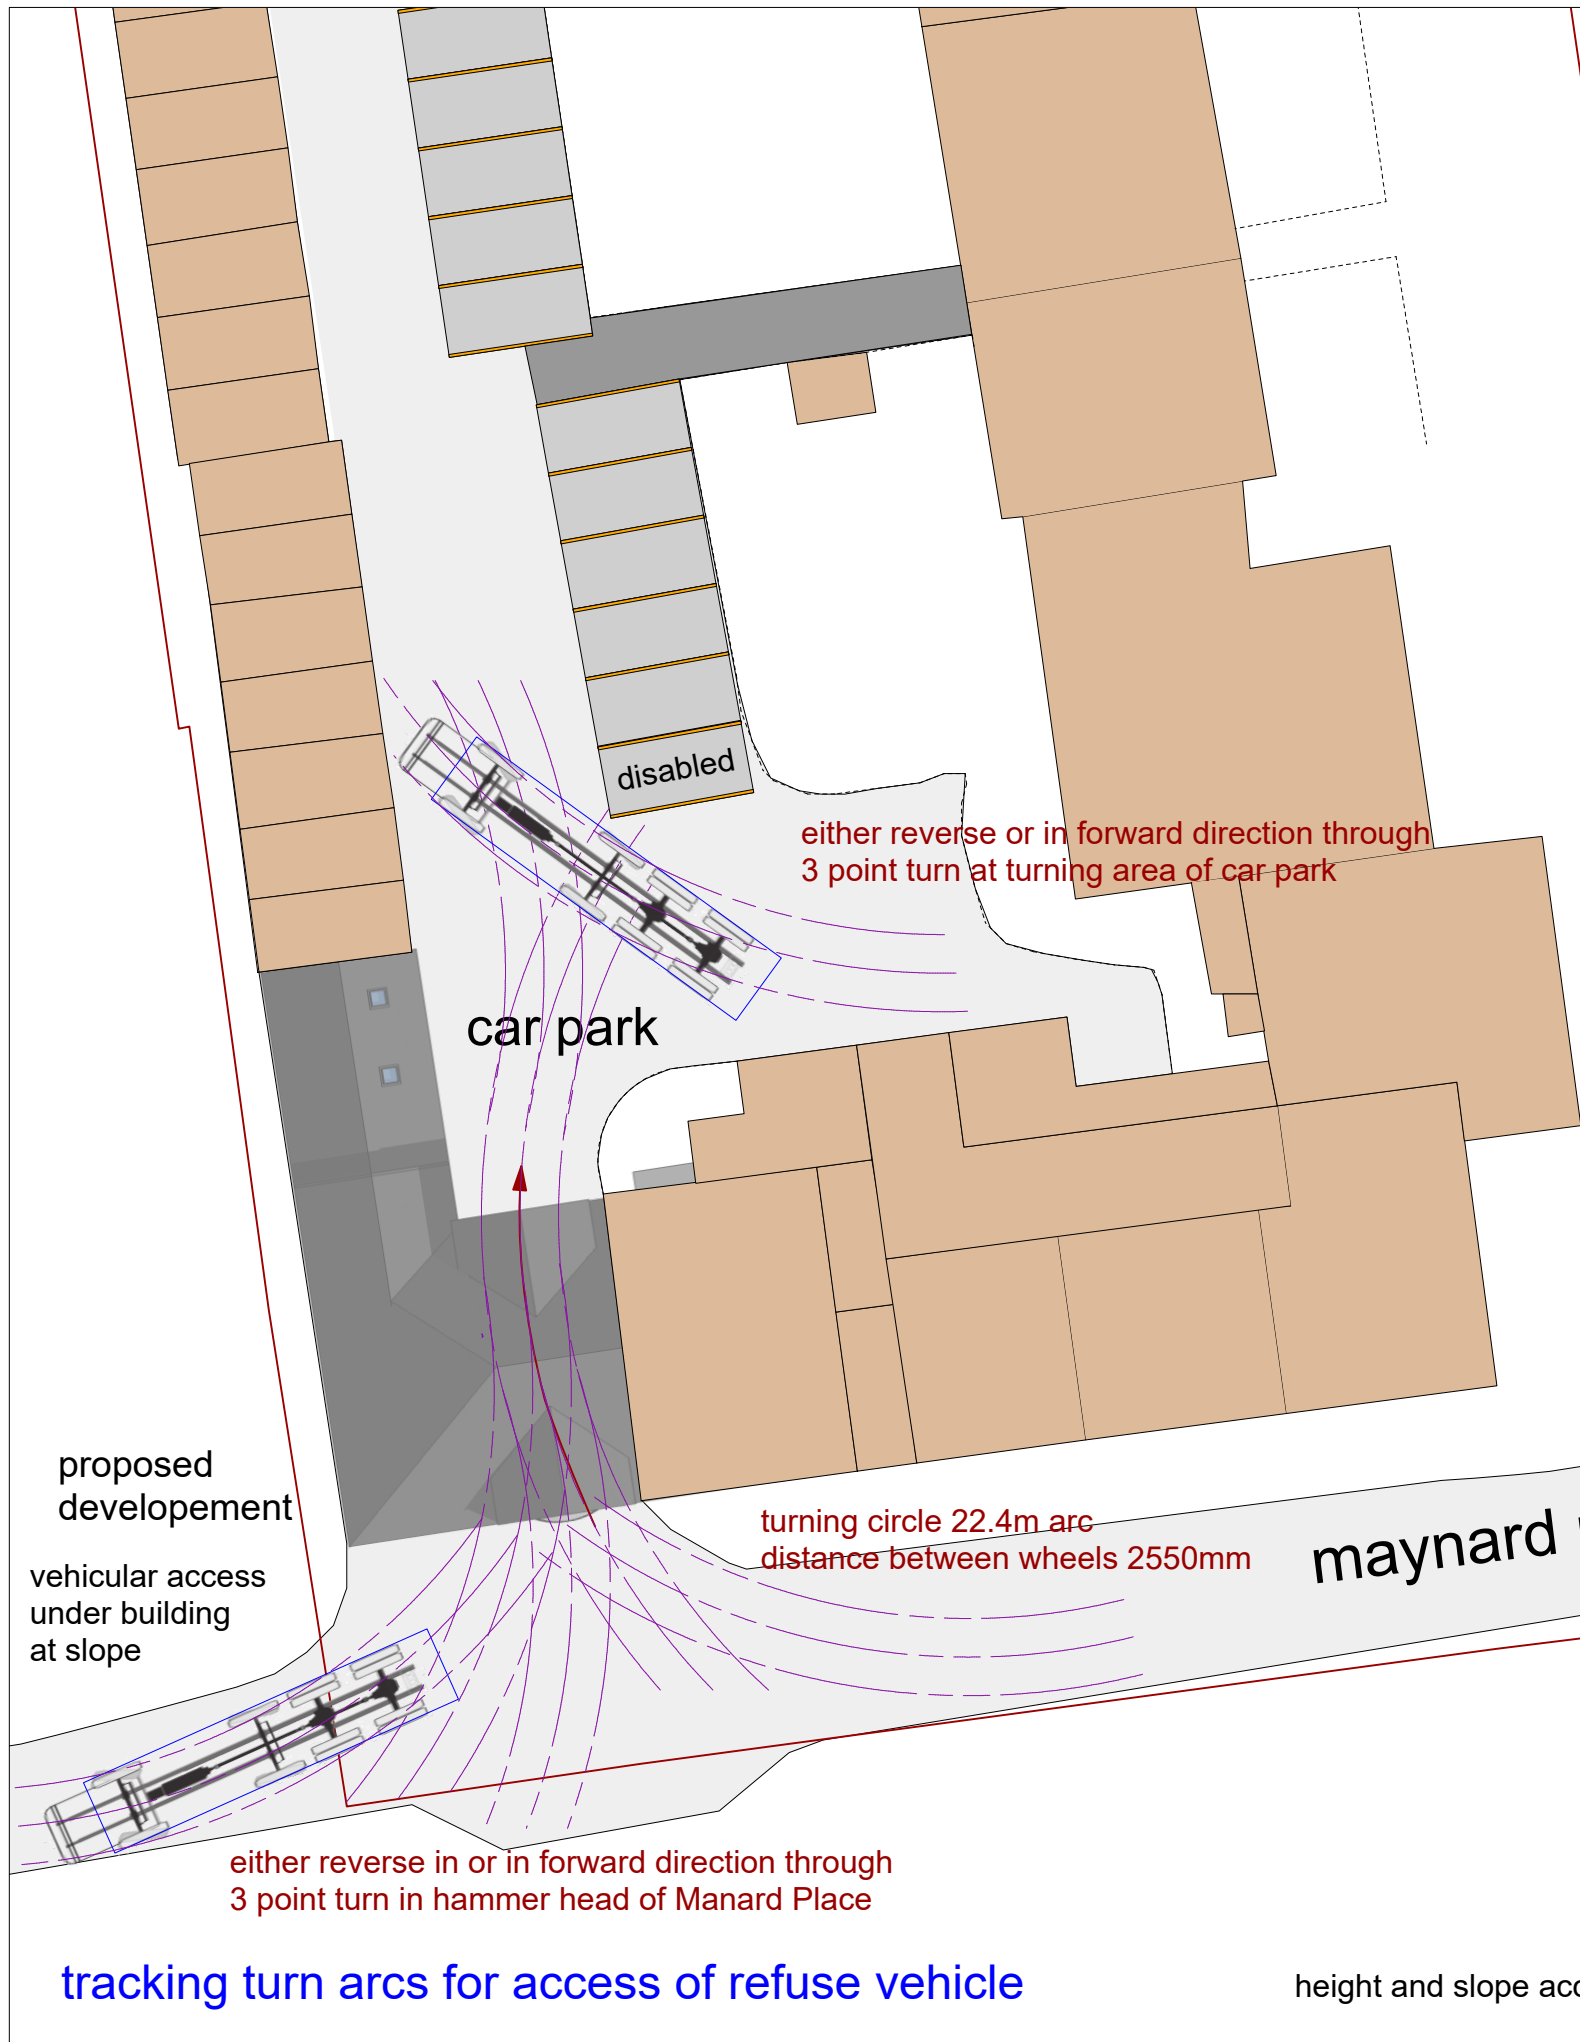 disabled
either reverse or in forward direction through
3 point turn at turning area of car park
car park
proposed
developement
turning circle 22.4m arc
distance between wheels 2550mm
maynard
vehicular access
under building
at slope
either reverse in or in forward direction through
3 point turn in hammer head of Manard Place
tracking turn arcs for access of refuse vehicle
height and slope